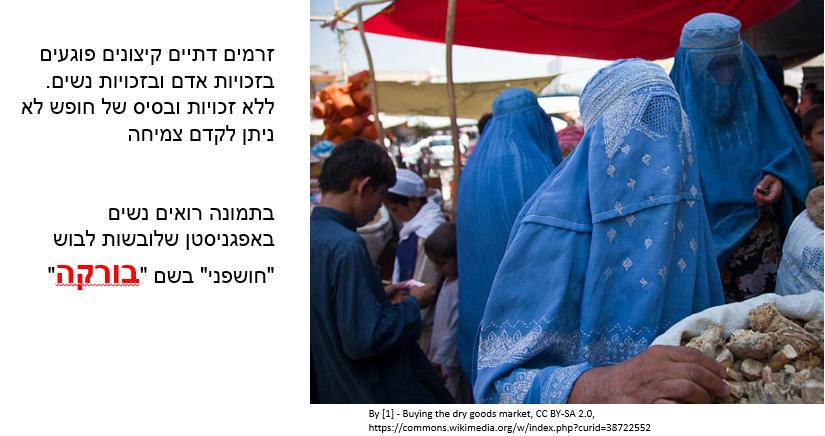 זרמים דתיים קיצונים פוגעים
בזכויות אדם ובזכויות נשים.
ללא זכויות ובסיס של חופש לא
ניתן לקדם צמיחה
בתמונה רואים נשים
באפגניסטן שלובשות לבוש
"חושפני" בשם "בורקה"
By [1] - Buying the dry goods market, CC BY-SA 2.0,
https://commons.wikimedia.org/w/index.php?curid=38722552